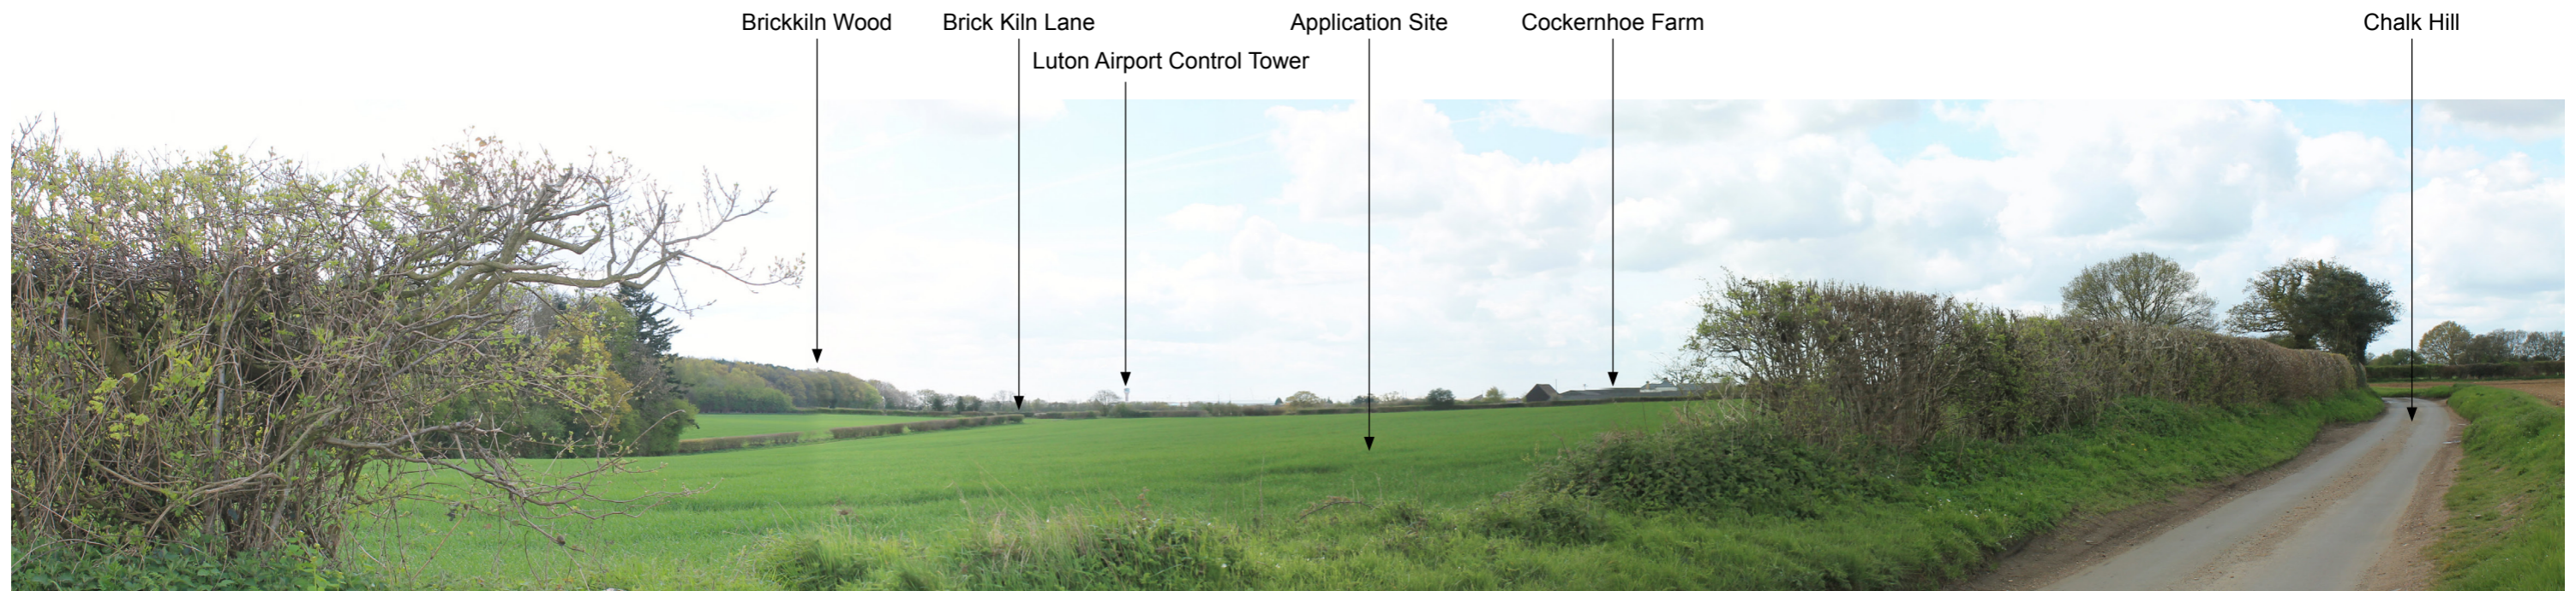 Brickkiln Wood
Brick Kiln Lane
Application Site
Cockernhoe Farm
Chalk Hill
Luton Airport Control Tower